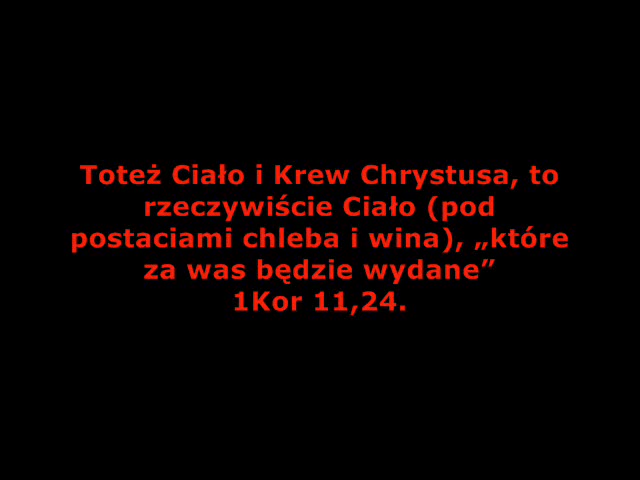 Toteż Ciało i Krew Chrystusa, to
rzeczywiście Ciało (pod
postaciami chleba i wina), „które
za was będzie wydane”
1Kor 11,24.